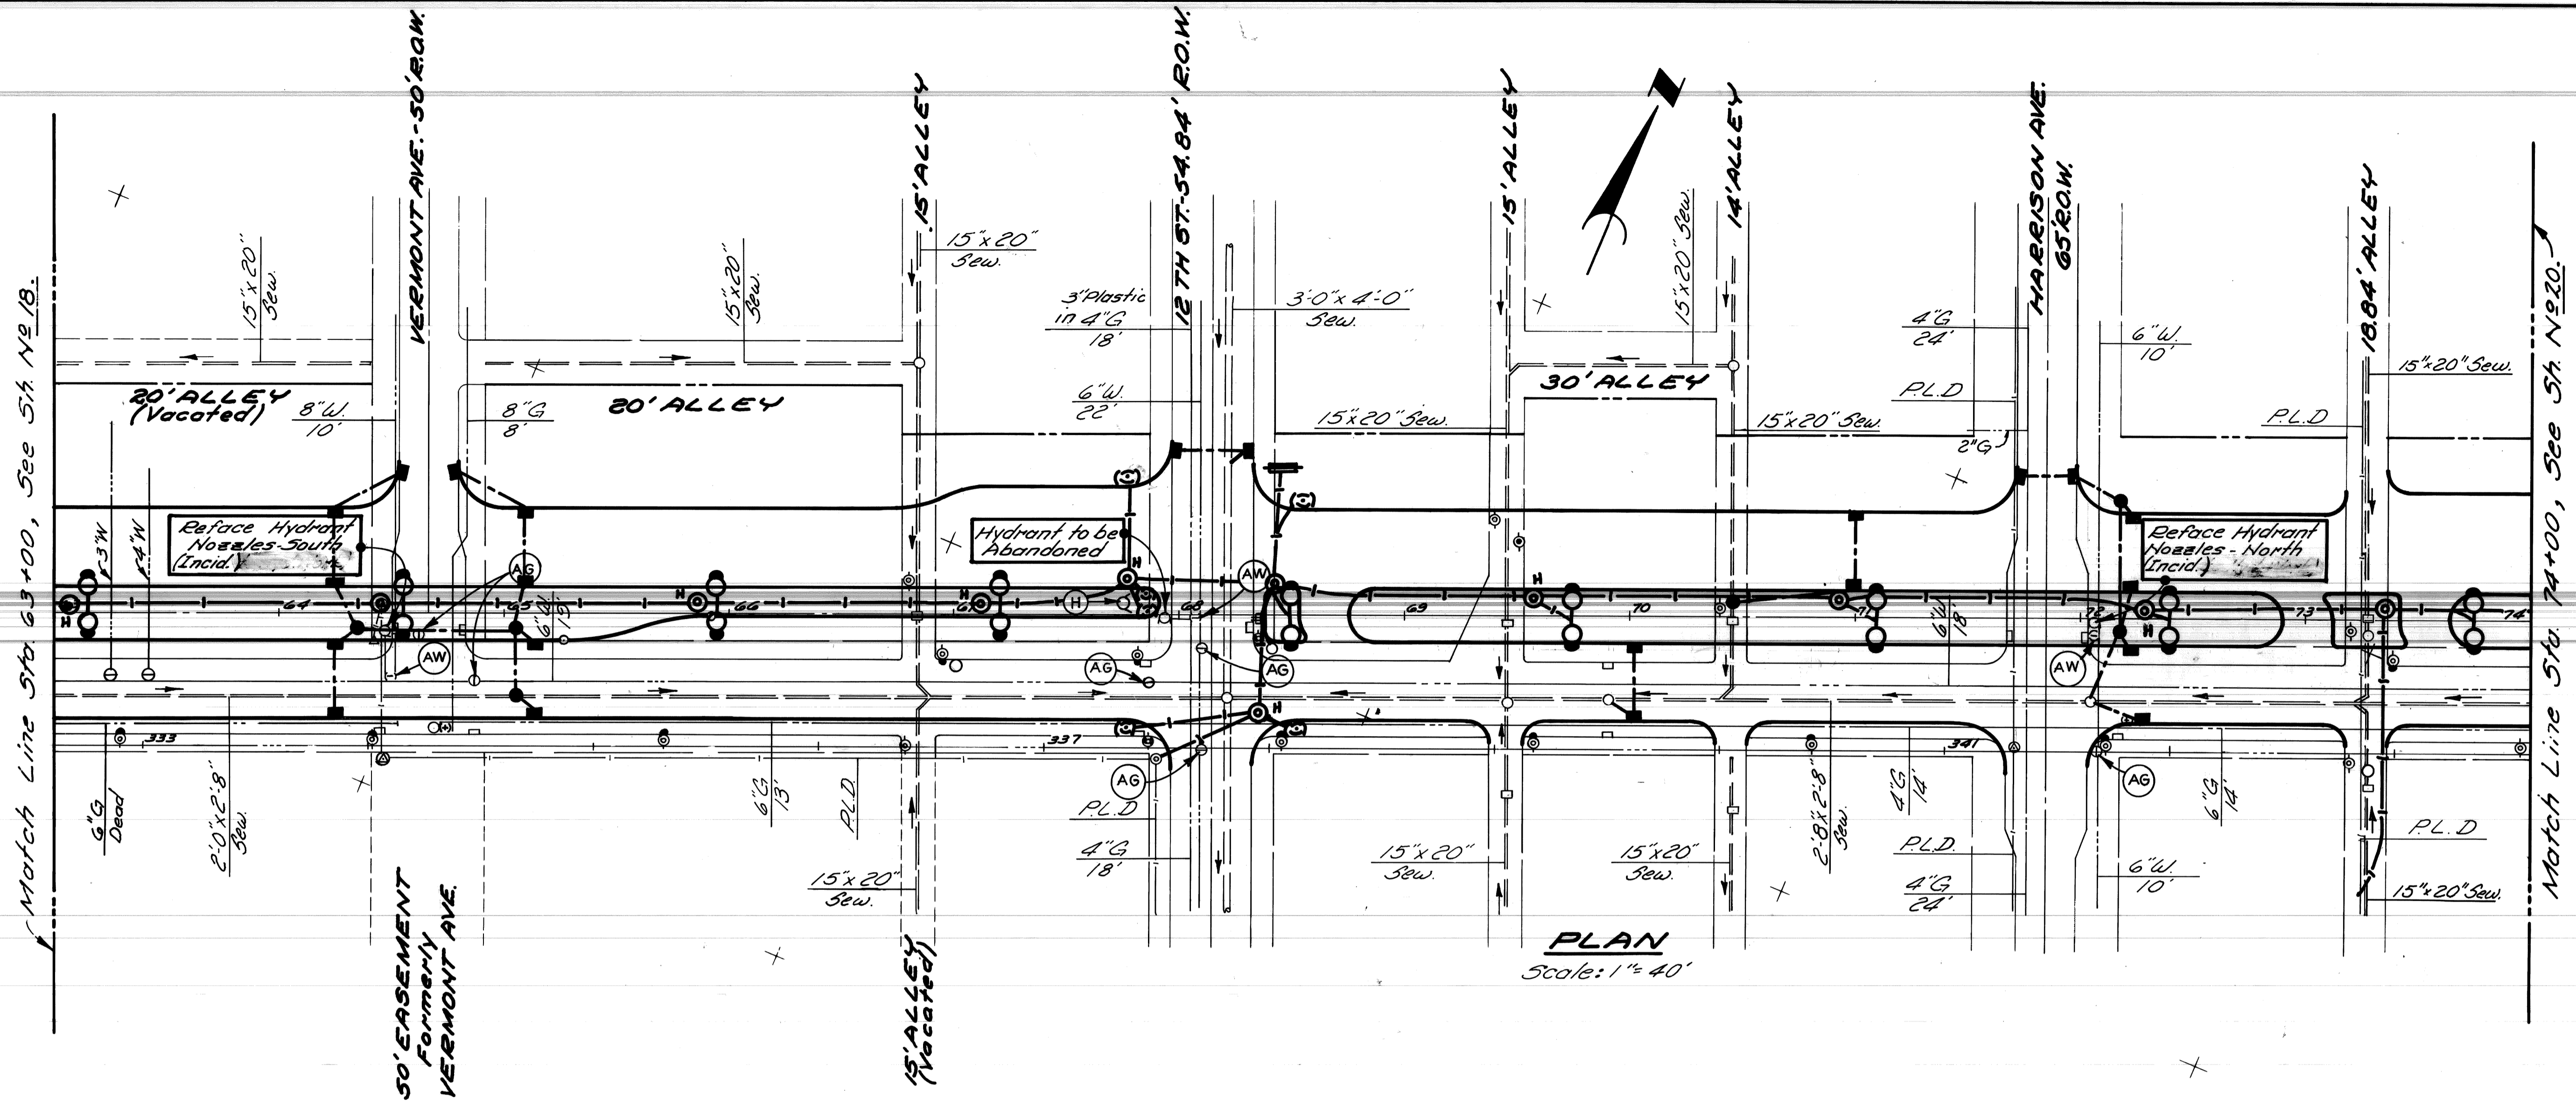 Match Line Sta. 63+00, See Sh. No 18.
VERMONT AVE.-50' R.O.W.
15' ALLEY
12TH ST.-54.84' R.O.W.
15' ALLEY
14' ALLEY
HARRISON AVE.
65' R.O.W.
18.84' ALLEY
Match Line Sta. 74+00, See Sh. No 20.
N
15"x20"
Sew.
15"x20"
Sew.
15"x20"
Sew.
3"Plastic
in 4"G
18'
3'-0"x 4'-0"
Sew.
15"x20" Sew.
4"G
24'
6"W.
10'
15"x20" Sew.
20' ALLEY
(Vacated)
8"W.
10'
8"G
8'
20' ALLEY
6"W.
22'
15"x20" Sew.
30' ALLEY
15"x20" Sew.
P.L.D
2"G
P.L.D
3"W
4"W
Reface Hydrant
Nozzles-South
(Incid.)
AG
Hydrant to be
Abandoned
AW
Reface Hydrant
Nozzles - North
Incid.)
H
64
65
66
67
68
69
70
71
72
73
74
H
H
H
H
H
H
H
H
6"W.
15'
6"W
18'
AW
AG
AG
AW
H
333
337
341
6"G
Dead
2'-0"x2'-8"
Sew.
6"G
13'
P.L.D.
AG
P.L.D
4"G
18'
15"x20"
Sew.
15"x20"
Sew.
15"x20"
Sew.
2'-8"x2'-8"
Sew.
4"G
14'
P.L.D.
4"G
24'
AG
6"W.
10'
6"G
14'
P.L.D
15"x20" Sew.
50' EASEMENT
Formerly
VERMONT AVE.
15' ALLEY
(Vacated)
PLAN
Scale: 1"= 40'